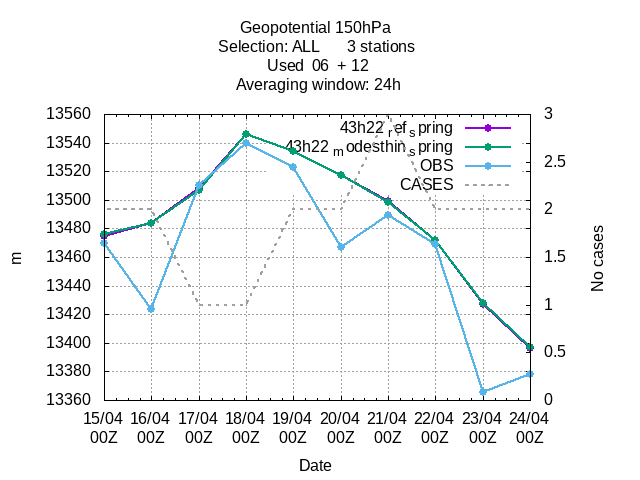 Geopotential 150hPa
Selection: ALL 3 stations
Used 06 + 12
Averaging window: 24h
13560
13540
13520
13500
13480
13460
13440
13420
13400
13380
13360
m
43h22 ref spring
43h22 modesthin spring
OBS
CASES
3
2.5
2
1.5
1
0.5
0
No cases
15/04 16/04 17/04 18/04 19/04 20/04 21/04 22/04 23/04 24/04
00Z 00Z 00Z 00Z 00Z 00Z 00Z 00Z 00Z 00Z
Date